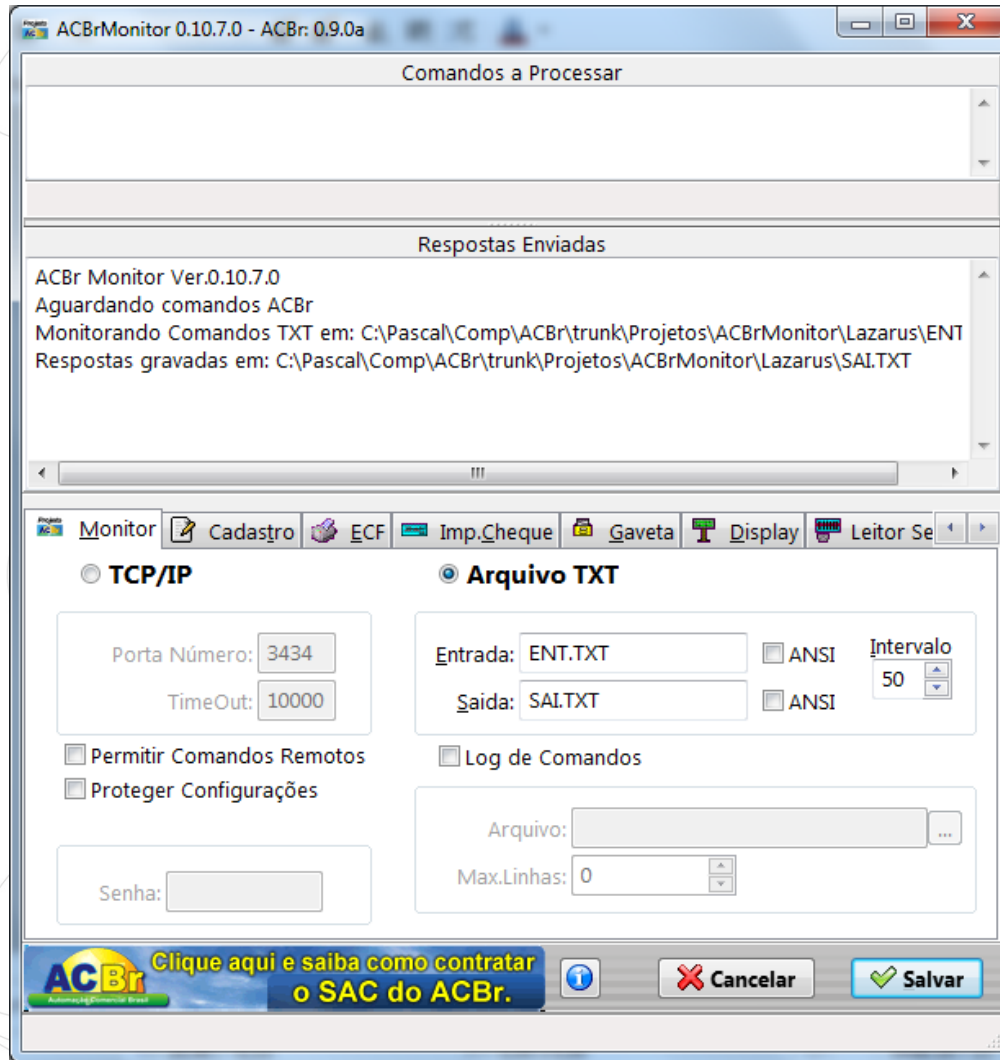 ACBrMonitor 0.10.7.0 - ACBr: 0.9.0a
Comandos a Processar
Respostas Enviadas
ACBr Monitor Ver.0.10.7.0
Aguardando comandos ACBr
Monitorando Comandos TXT em: C:\Pascal\Comp\ACBr\trunk\Projetos\ACBrMonitor\Lazarus\ENT
Respostas gravadas em: C:\Pascal\Comp\ACBr\trunk\Projetos\ACBrMonitor\Lazarus\SAI.TXT
Monitor Cadastro ECF Imp.Cheque Gaveta Display Leitor Se
TCP/IP Arquivo TXT
Porta Número: 3434 Entrada: ENT.TXT ANSI Intervalo
50
TimeOut: 10000 Saida: SAI.TXT ANSI
Permitir Comandos Remotos Log de Comandos
Proteger Configurações
Arquivo: ...
Max.Linhas: 0
Senha:
Clique aqui e saiba como contratar
o SAC do ACBr.
ACBr
Automação Comercial Brasil
Cancelar Salvar